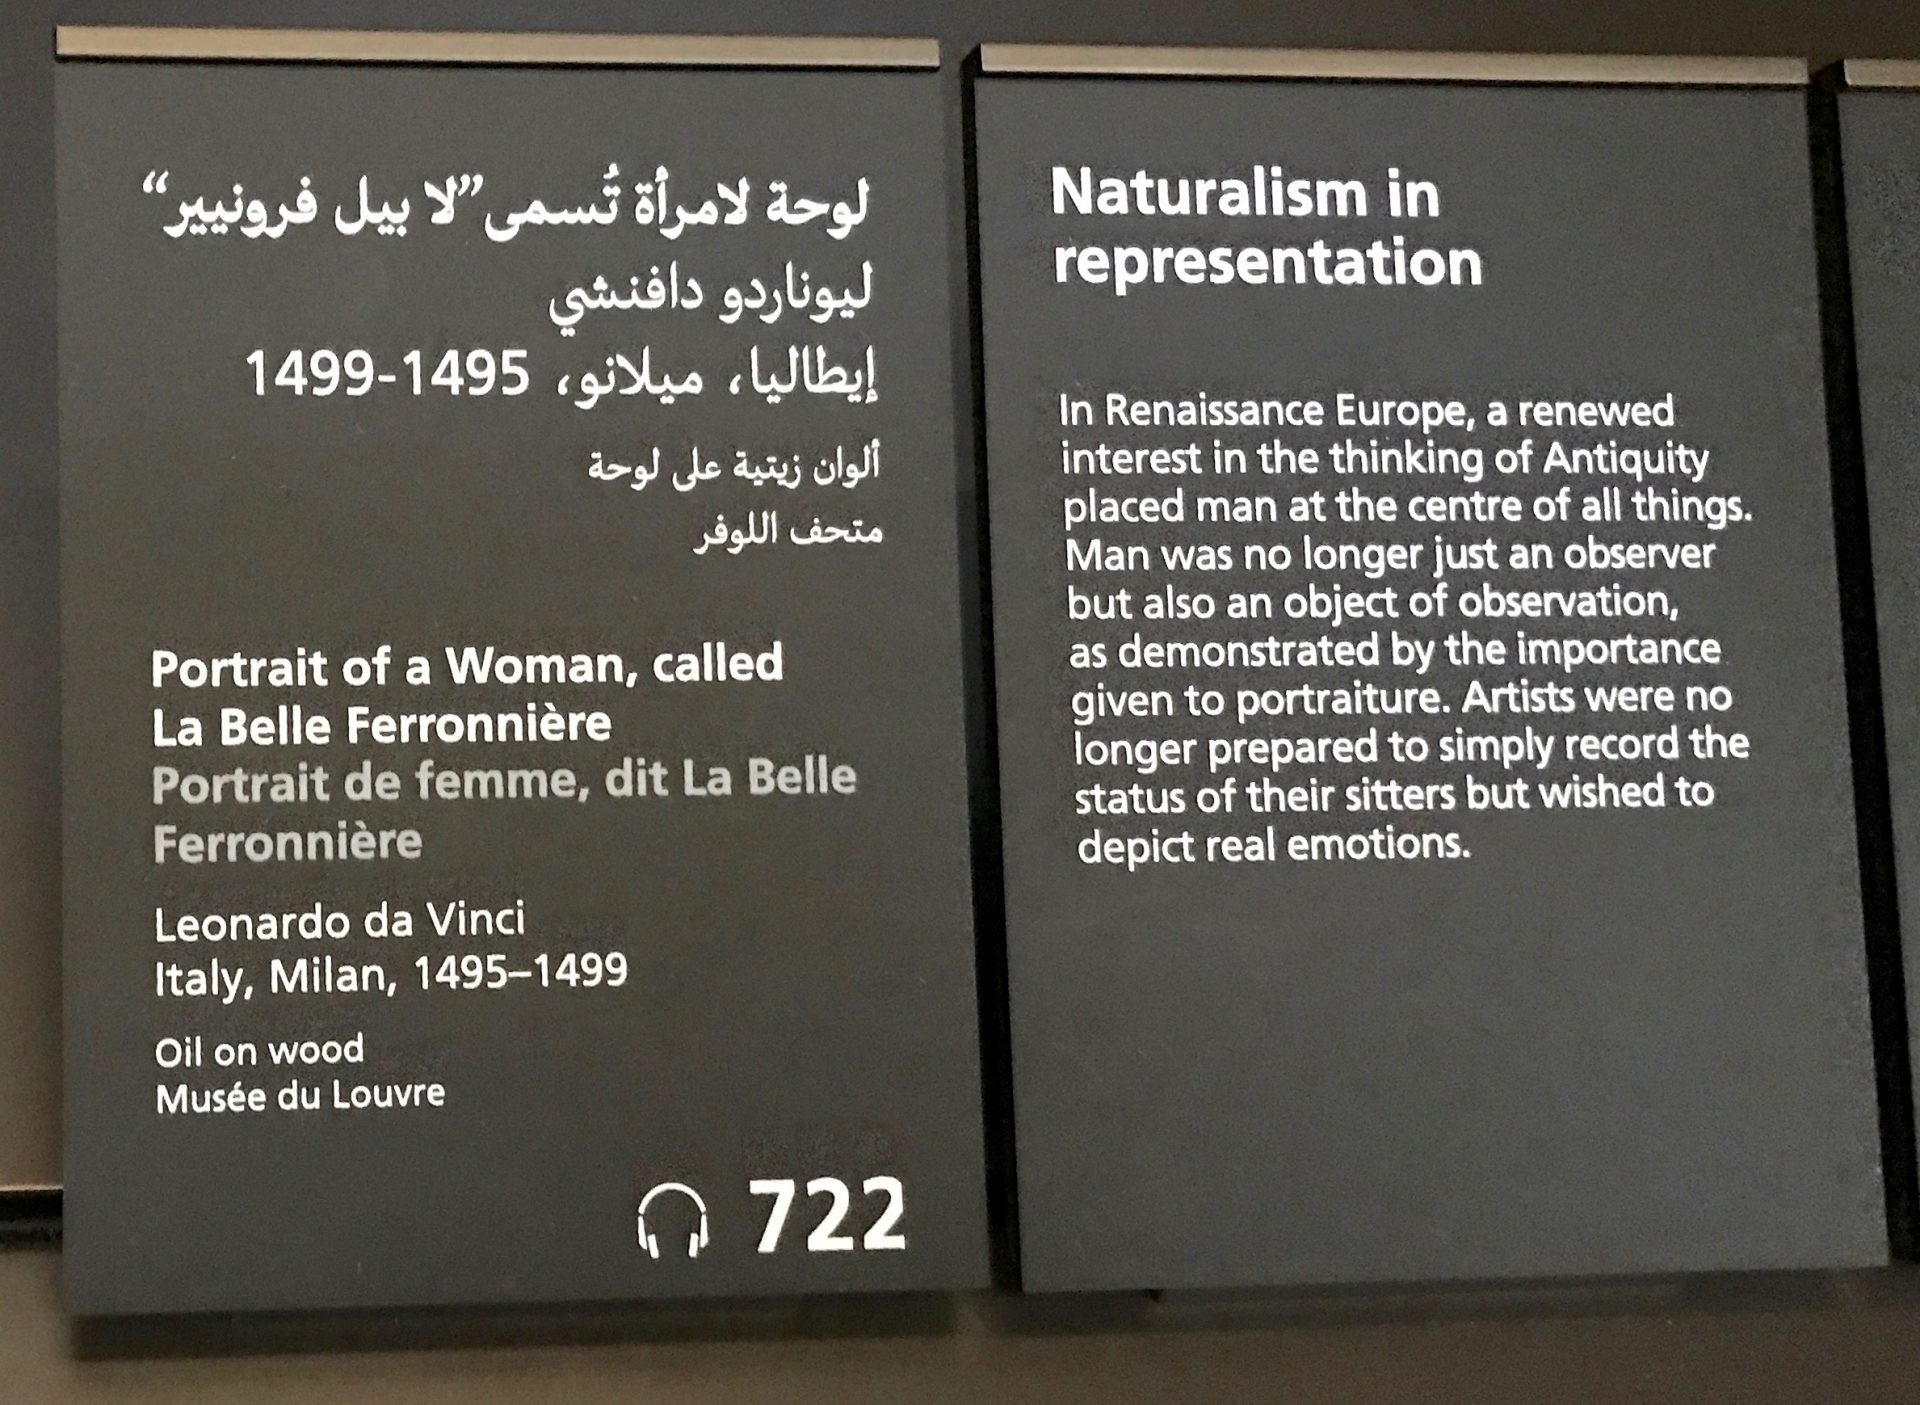 لوحة لامرأة تُسمى”لا بيل فرونيير“
ليوناردو دافنشي
إيطاليا، ميلانو، 1495-1499
ألوان زيتية على لوحة
متحف اللوفر
Portrait of a Woman, called
La Belle Ferronnière
Portrait de femme, dit La Belle
Ferronnière
Leonardo da Vinci
Italy, Milan, 1495–1499
Oil on wood
Musée du Louvre
722
Naturalism in
representation
In Renaissance Europe, a renewed
interest in the thinking of Antiquity
placed man at the centre of all things.
Man was no longer just an observer
but also an object of observation,
as demonstrated by the importance
given to portraiture. Artists were no
longer prepared to simply record the
status of their sitters but wished to
depict real emotions.